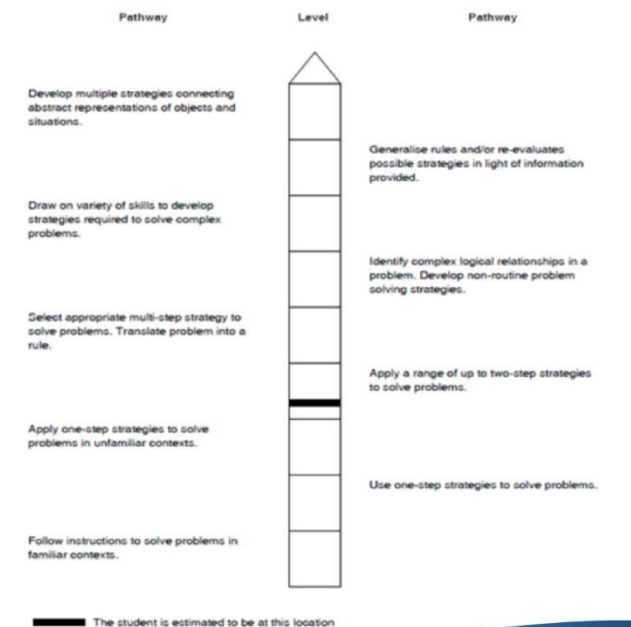 Pathway Level Pathway
Develop multiple strategies connecting
abstract representations of objects and
situations.
Generalise rules and/or re-evaluates
possible strategies in light of information
provided.
Draw on variety of skills to develop
strategies required to solve complex
problems.
Identify complex logical relationships in a
problem. Develop non-routine problem
solving strategies.
Select appropriate multi-step strategy to
solve problems. Translate problem into a
rule.
Apply a range of up to two-step strategies
to solve problems.
Apply one-step strategies to solve
problems in unfamiliar contexts.
Use one-step strategies to solve problems.
Follow instructions to solve problems in
familiar contexts.
The student is estimated to be at this location